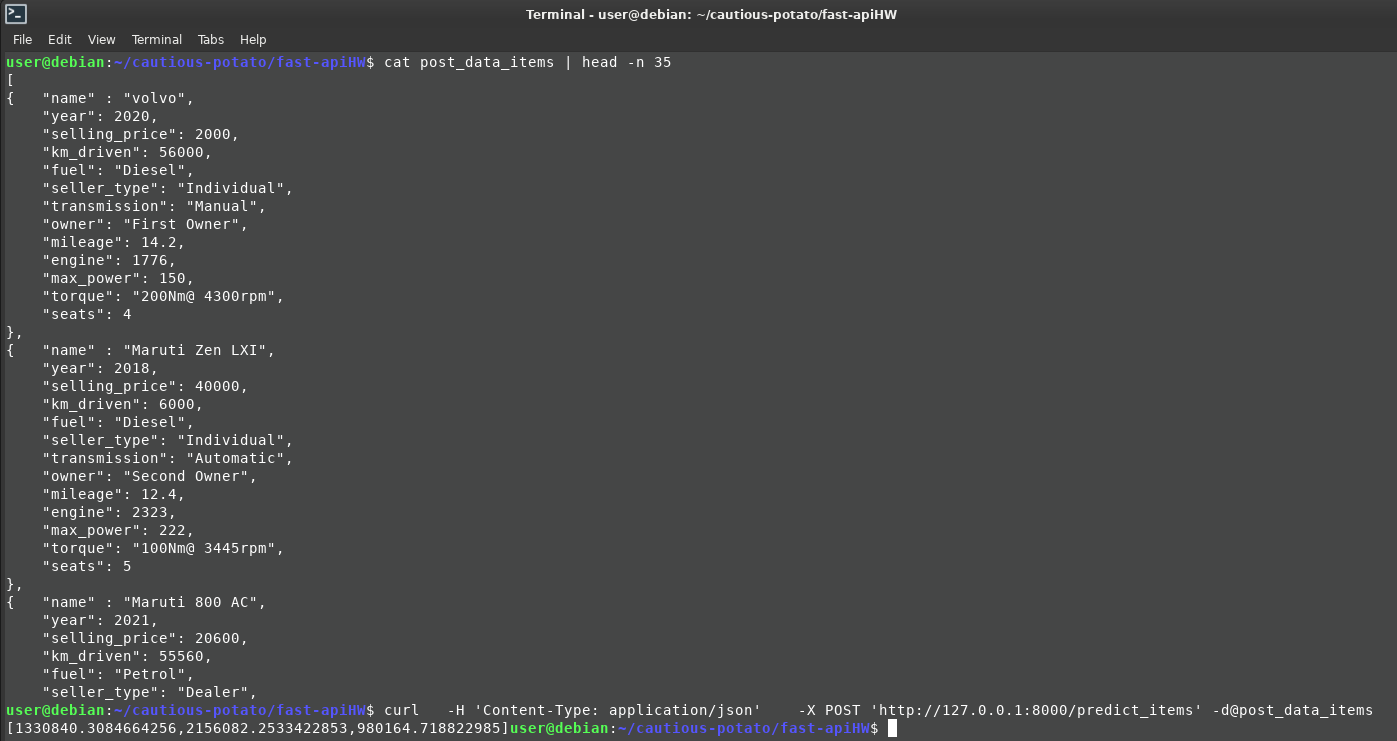 Terminal - user@debian: ~/cautious-potato/fast-apiHW
File Edit View Terminal Tabs Help
user@debian:~/cautious-potato/fast-apiHW$ cat post_data_items | head -n 35
[
{   "name" : "volvo",
    "year": 2020,
    "selling_price": 2000,
    "km_driven": 56000,
    "fuel": "Diesel",
    "seller_type": "Individual",
    "transmission": "Manual",
    "owner": "First Owner",
    "mileage": 14.2,
    "engine": 1776,
    "max_power": 150,
    "torque": "200Nm@ 4300rpm",
    "seats": 4
},
{   "name" : "Maruti Zen LXI",
    "year": 2018,
    "selling_price": 40000,
    "km_driven": 6000,
    "fuel": "Diesel",
    "seller_type": "Individual",
    "transmission": "Automatic",
    "owner": "Second Owner",
    "mileage": 12.4,
    "engine": 2323,
    "max_power": 222,
    "torque": "100Nm@ 3445rpm",
    "seats": 5
},
{   "name" : "Maruti 800 AC",
    "year": 2021,
    "selling_price": 20600,
    "km_driven": 55560,
    "fuel": "Petrol",
    "seller_type": "Dealer",
user@debian:~/cautious-potato/fast-apiHW$ curl   -H 'Content-Type: application/json'    -X POST 'http://127.0.0.1:8000/predict_items' -d@post_data_items
[1330840.3084664256,2156082.2533422853,980164.718822985]user@debian:~/cautious-potato/fast-apiHW$